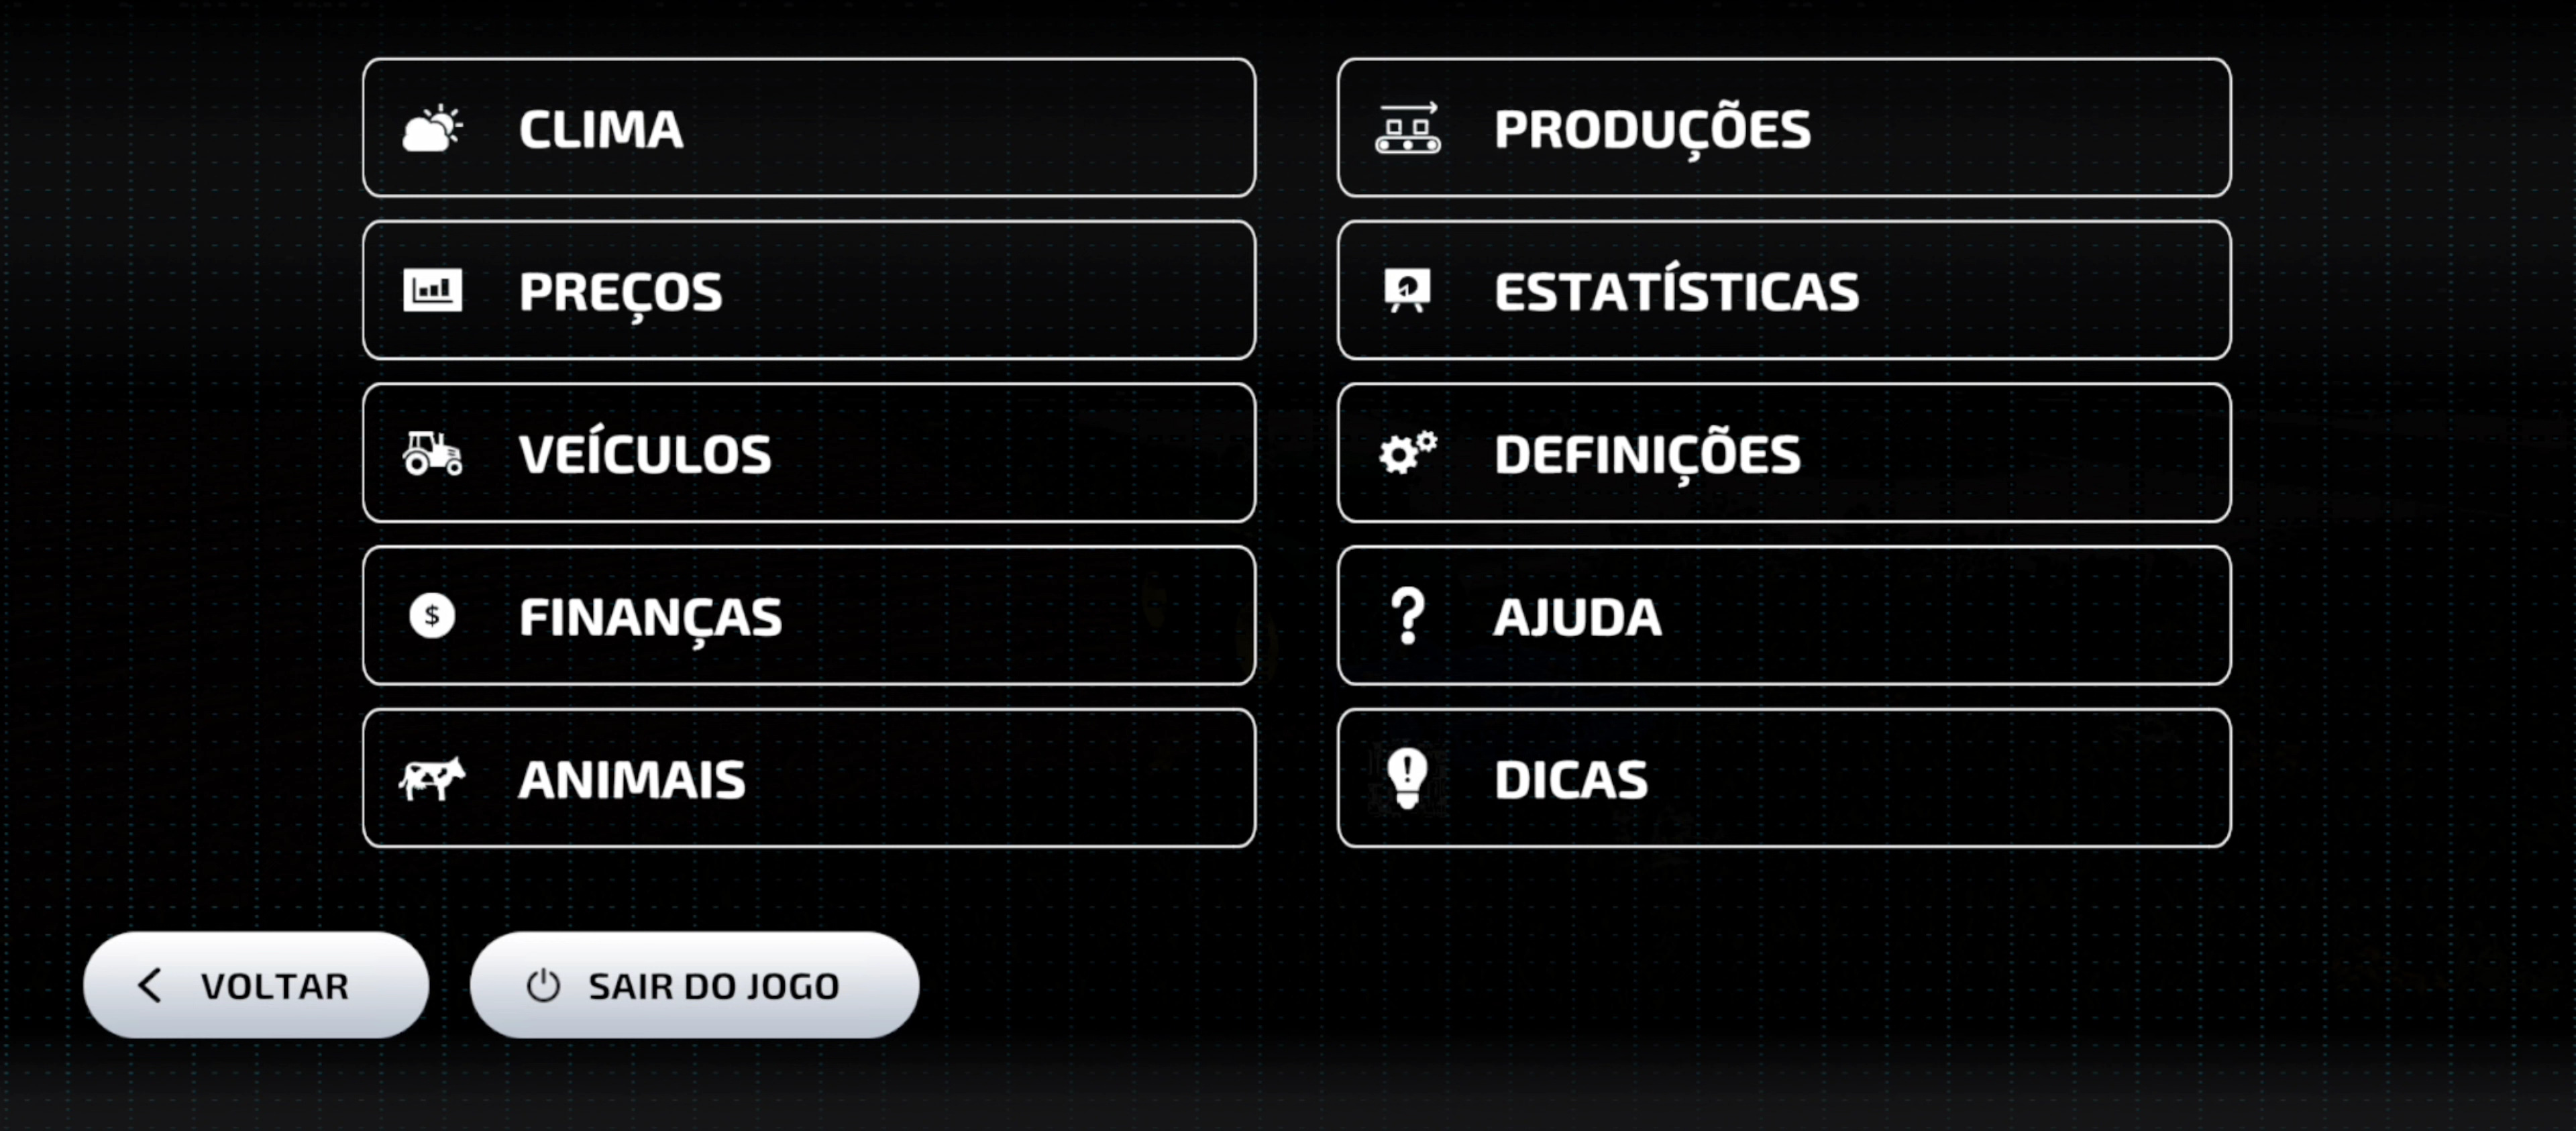 CLIMA
PREÇOS
VEÍCULOS
FINANÇAS
ANIMAIS
PRODUÇÕES
ESTATÍSTICAS
DEFINIÇÕES
AJUDA
DICAS
VOLTAR
SAIR DO JOGO